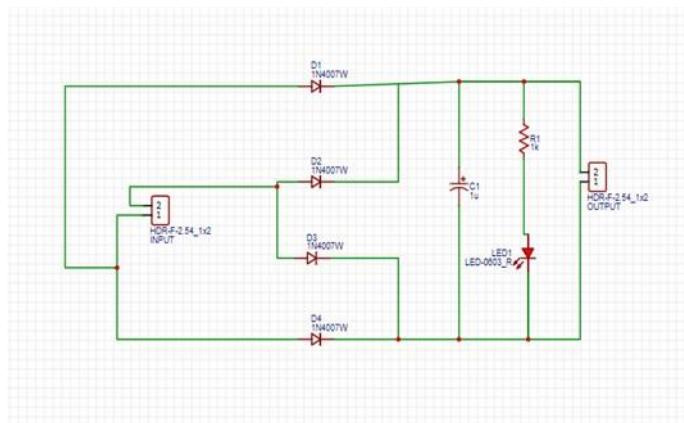 D1
1N4007W
D2
1N4007W
R1
1k
C1
1u
2
1
HDR-F-2.54_1x2
OUTPUT
2
1
HDR-F-2.54_1x2
INPUT
D3
1N4007W
LED1
LED-0603_R
D4
1N4007W